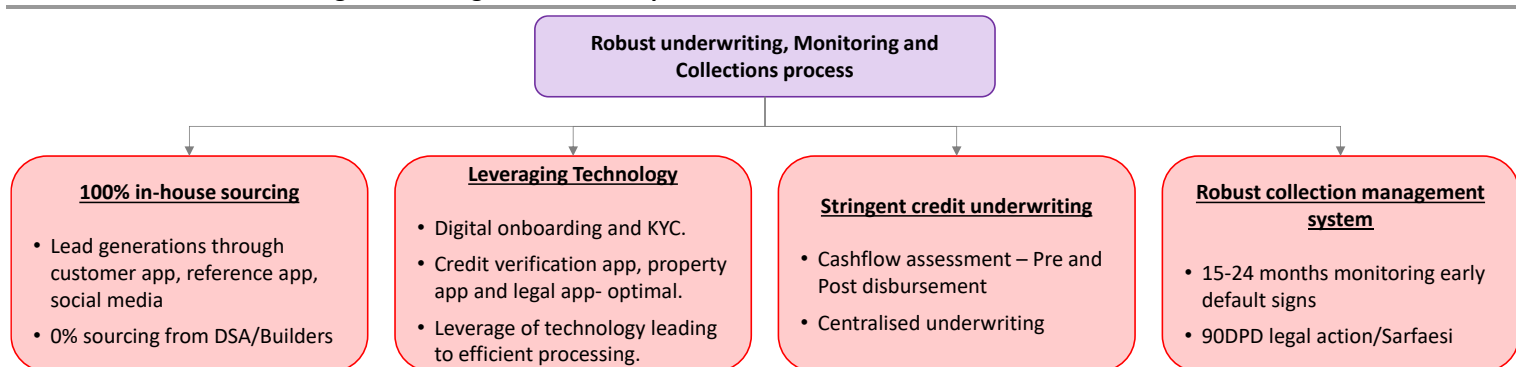 Robust underwriting, Monitoring and
Collections process
100% in-house sourcing
• Lead generations through
customer app, reference app,
social media
• 0% sourcing from DSA/Builders
Leveraging Technology
• Digital onboarding and KYC.
• Credit verification app, property
app and legal app- optimal.
• Leverage of technology leading
to efficient processing.
Stringent credit underwriting
• Cashflow assessment – Pre and
Post disbursement
• Centralised underwriting
Robust collection management
system
• 15-24 months monitoring early
default signs
• 90DPD legal action/Sarfaesi